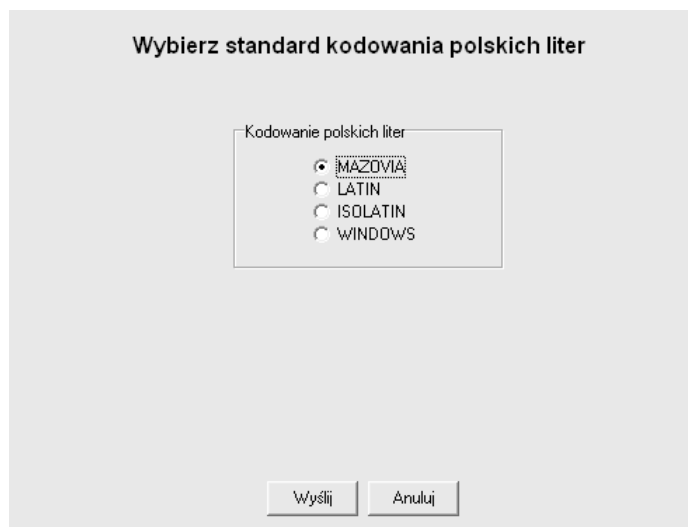 Wybierz standard kodowania polskich liter
Kodowanie polskich liter
MAZOVIA
LATIN
ISOLATIN
WINDOWS
Wyślij Anuluj